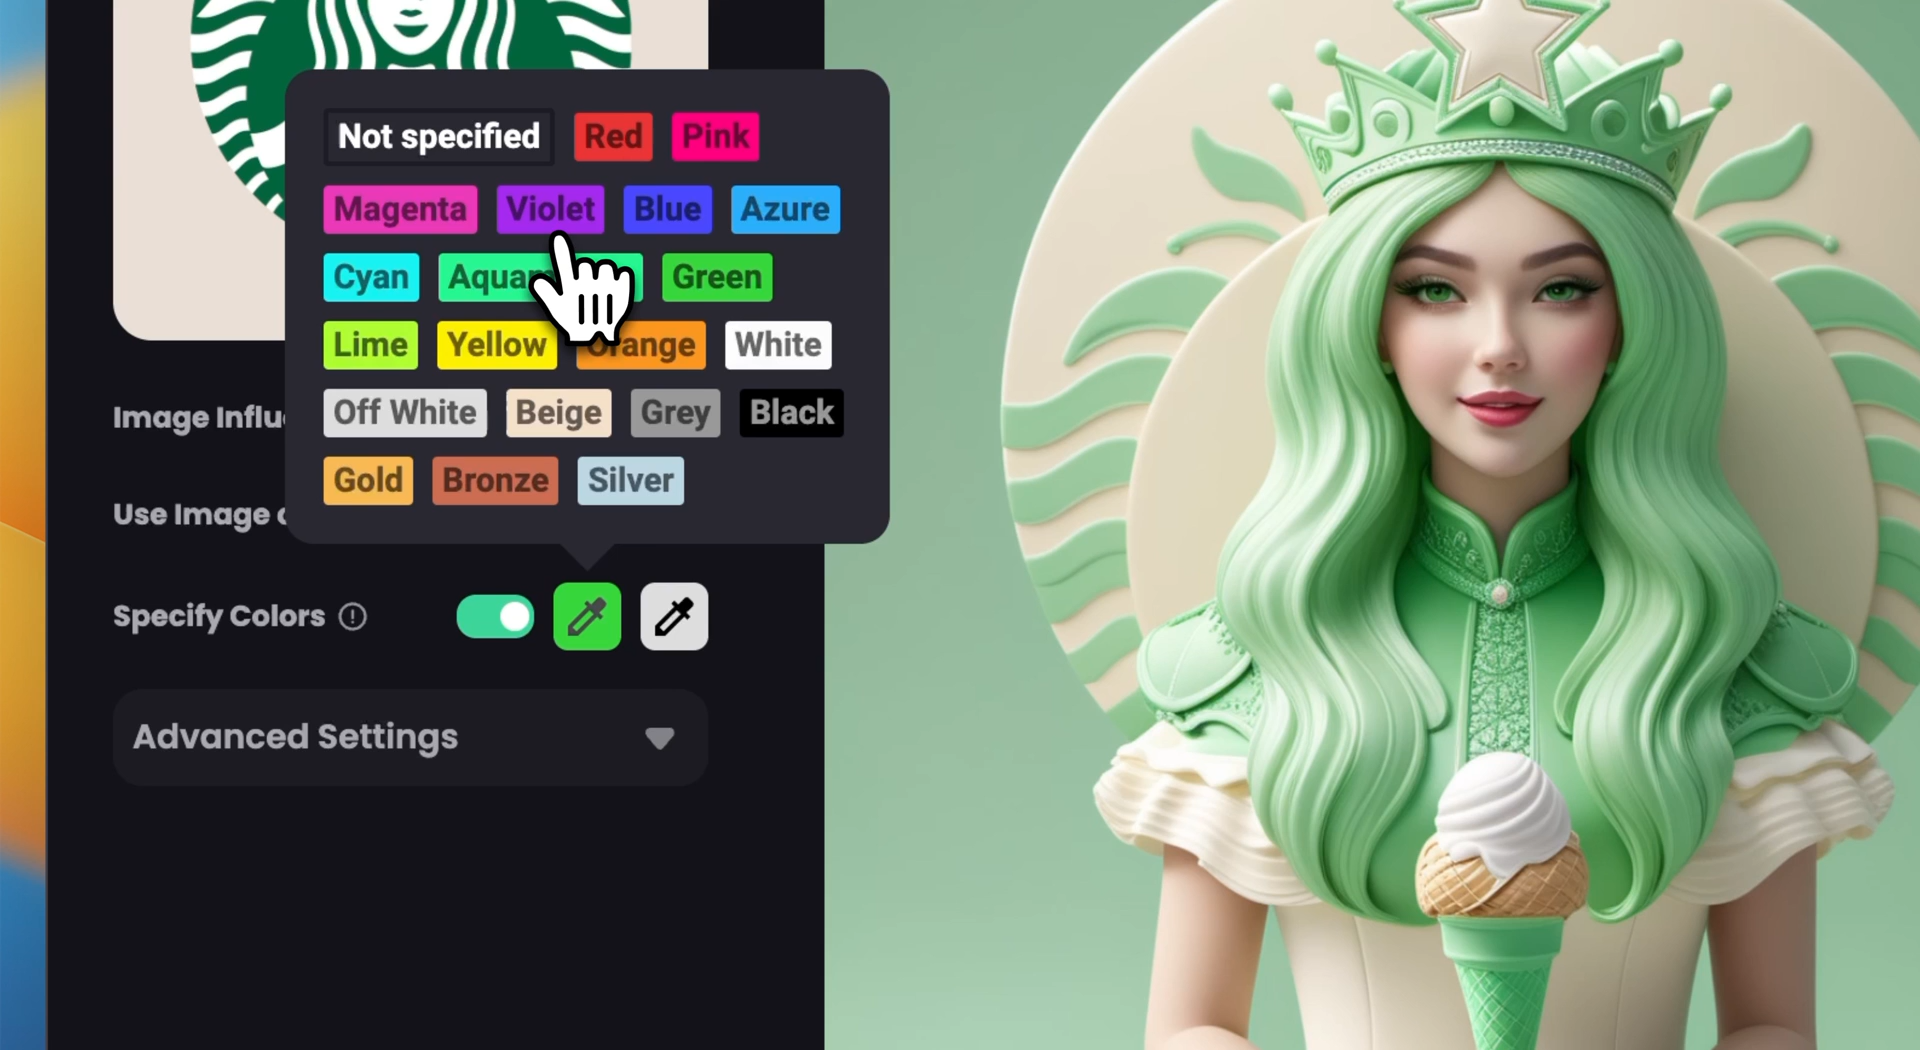 Not specified Red Pink
Magenta Violet Blue Azure
Cyan Green
Lime Yellow White
Off White Beige Grey Black
Gold Bronze Silver
Image
Use Image
Specify Colors
Advanced Settings